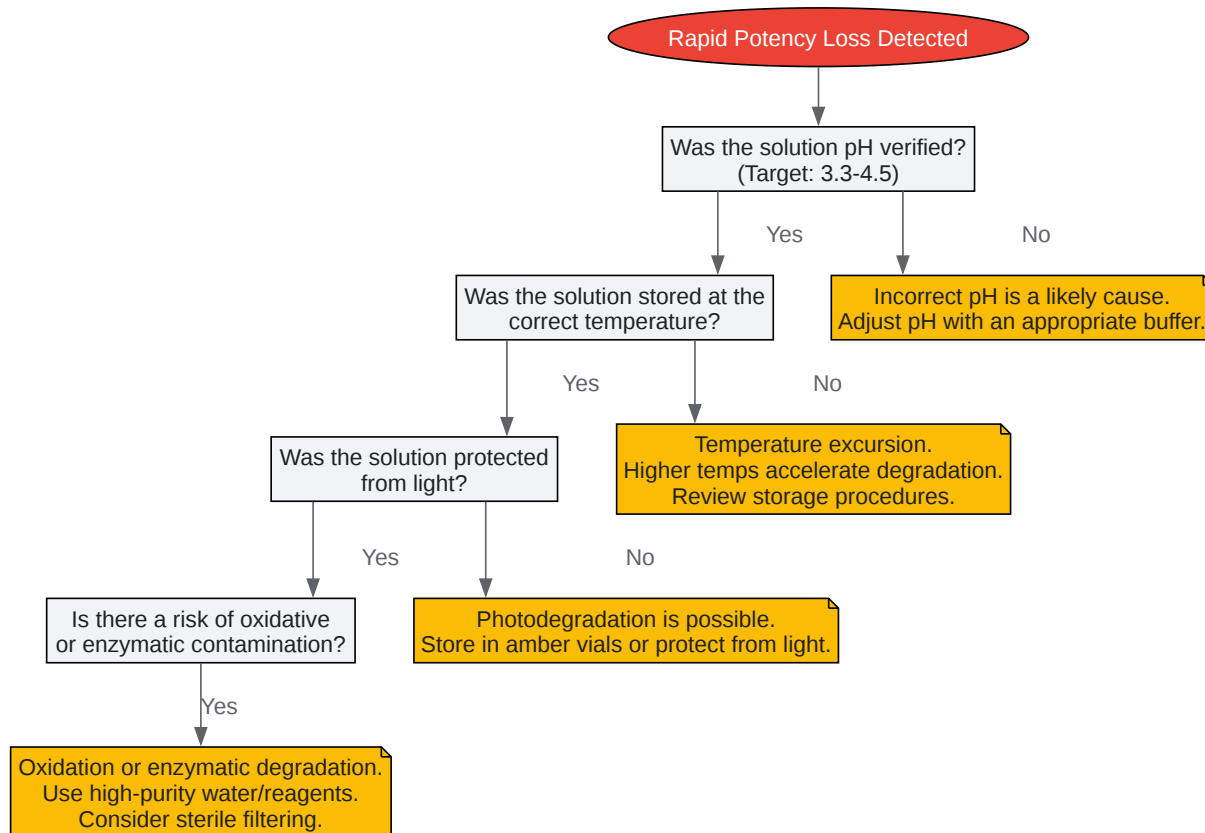 Rapid Potency Loss Detected
Was the solution pH verified?
(Target: 3.3-4.5)
Yes
No
Was the solution stored at the
correct temperature?
Incorrect pH is a likely cause.
Adjust pH with an appropriate buffer.
Yes
No
Was the solution protected
from light?
Temperature excursion.
Higher temps accelerate degradation.
Review storage procedures.
Yes
No
Is there a risk of oxidative
or enzymatic contamination?
Photodegradation is possible.
Store in amber vials or protect from light.
Yes
Oxidation or enzymatic degradation.
Use high-purity water/reagents.
Consider sterile filtering.